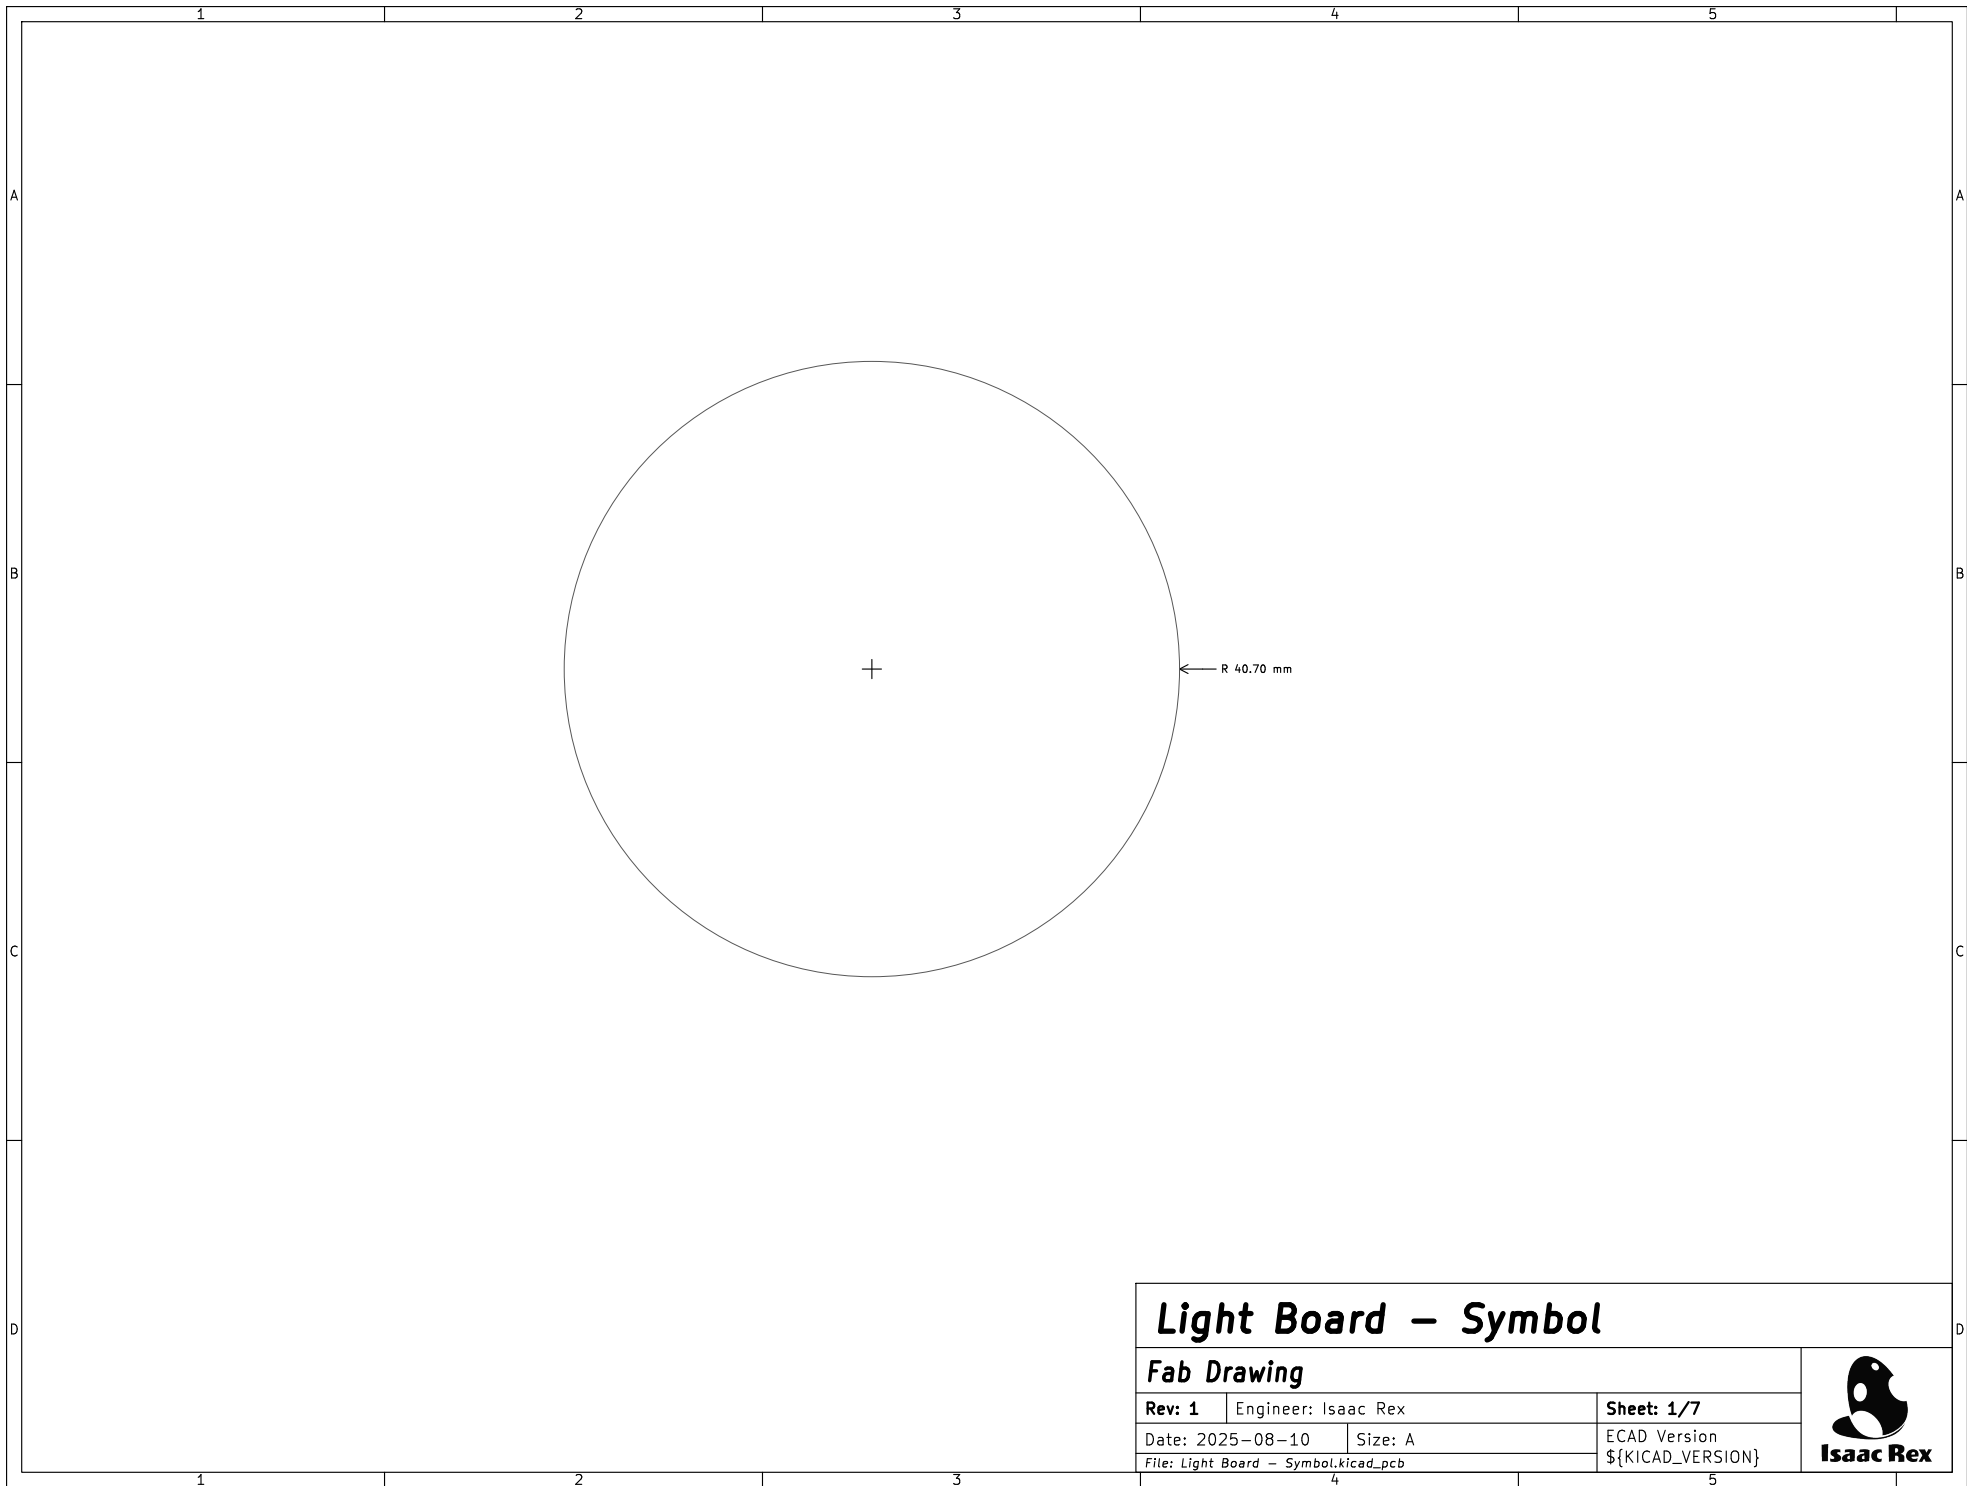 1 2 3 4 5
A A
B B
R 40.70 mm
C C
D D
Light Board - Symbol
Fab Drawing
Rev: 1 Engineer: Isaac Rex Sheet: 1/7
Date: 2025-08-10 Size: A ECAD Version
${KICAD_VERSION}
File: Light Board - Symbol.kicad_pcb
Isaac Rex
1 2 3 4 5